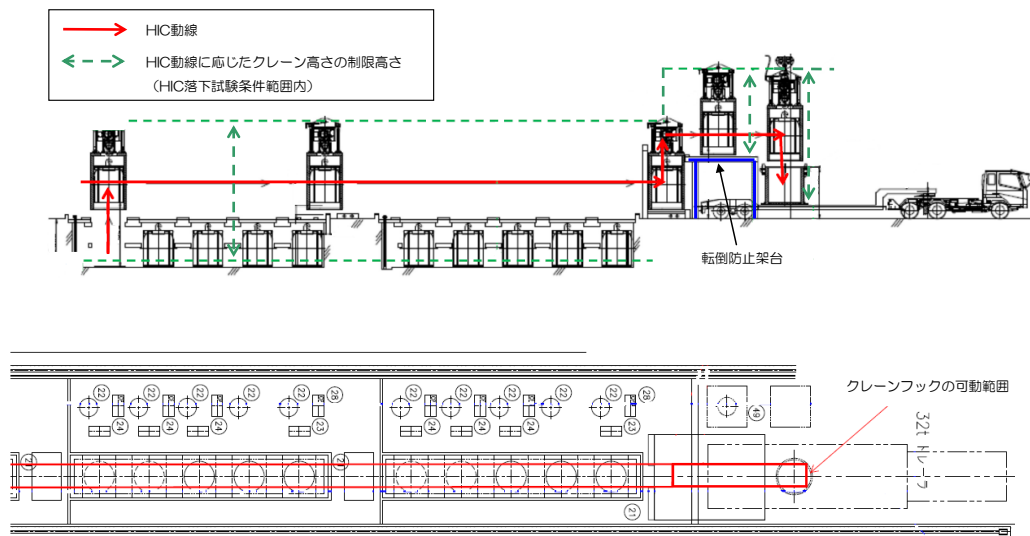 HIC動線
HIC動線に応じたクレーン高さの制限高さ
（HIC落下試験条件範囲内）
転倒防止架台
クレーンフックの可動範囲
22 22 22 22 22 28 22 22 22 22 22 28
49
24 24 24 23 24 24 24 23
32t トレーラ
21 21
21